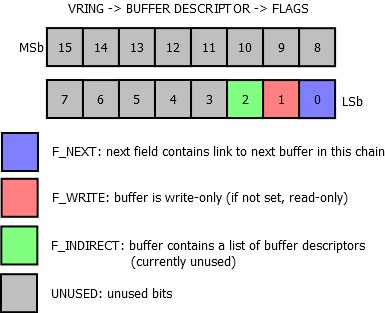 VRING -> BUFFER DESCRIPTOR -> FLAGS
MSb 15 14 13 12 11 10 9 8
7 6 5 4 3 2 1 0 LSb
F_NEXT: next field contains link to next buffer in this chain
F_WRITE: buffer is write-only (if not set, read-only)
F_INDIRECT: buffer contains a list of buffer descriptors
(currently unused)
UNUSED: unused bits